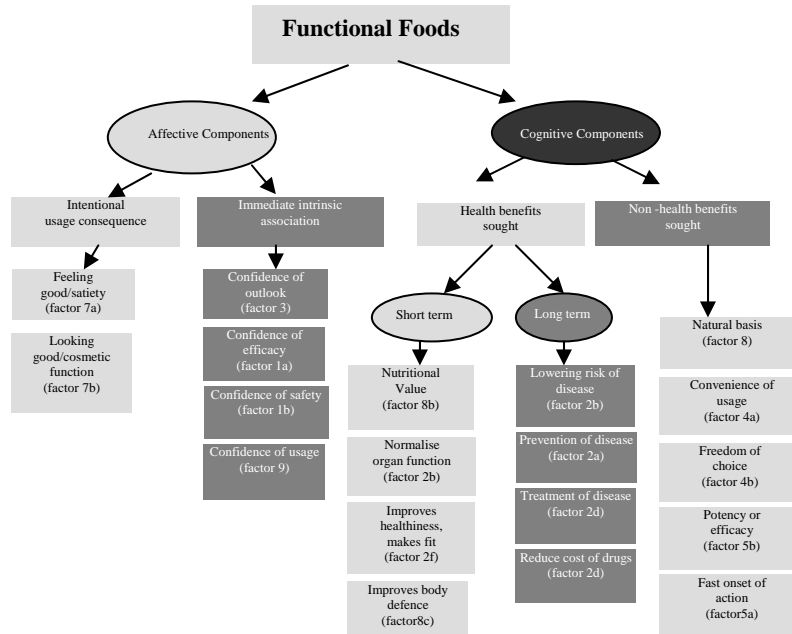 Functional Foods
Affective Components
Cognitive Components
Intentional
usage consequence
Immediate intrinsic
association
Health benefits
sought
Non -health benefits
sought
Feeling
good/satiety
(factor 7a)
Looking
good/cosmetic
function
(factor 7b)
Confidence of
outlook
(factor 3)
Confidence of
efficacy
(factor 1a)
Confidence of safety
(factor 1b)
Confidence of usage
(factor 9)
Short term
Long term
Nutritional
Value
(factor 8b)
Normalise
organ function
(factor 2b)
Improves
healthiness,
makes fit
(factor 2f)
Improves body
defence
(factor8c)
Lowering risk of
disease
(factor 2b)
Prevention of disease
(factor 2a)
Treatment of disease
(factor 2d)
Reduce cost of drugs
(factor 2d)
Natural basis
(factor 8)
Convenience of
usage
(factor 4a)
Freedom of
choice
(factor 4b)
Potency or
efficacy
(factor 5b)
Fast onset of
action
(factor5a)